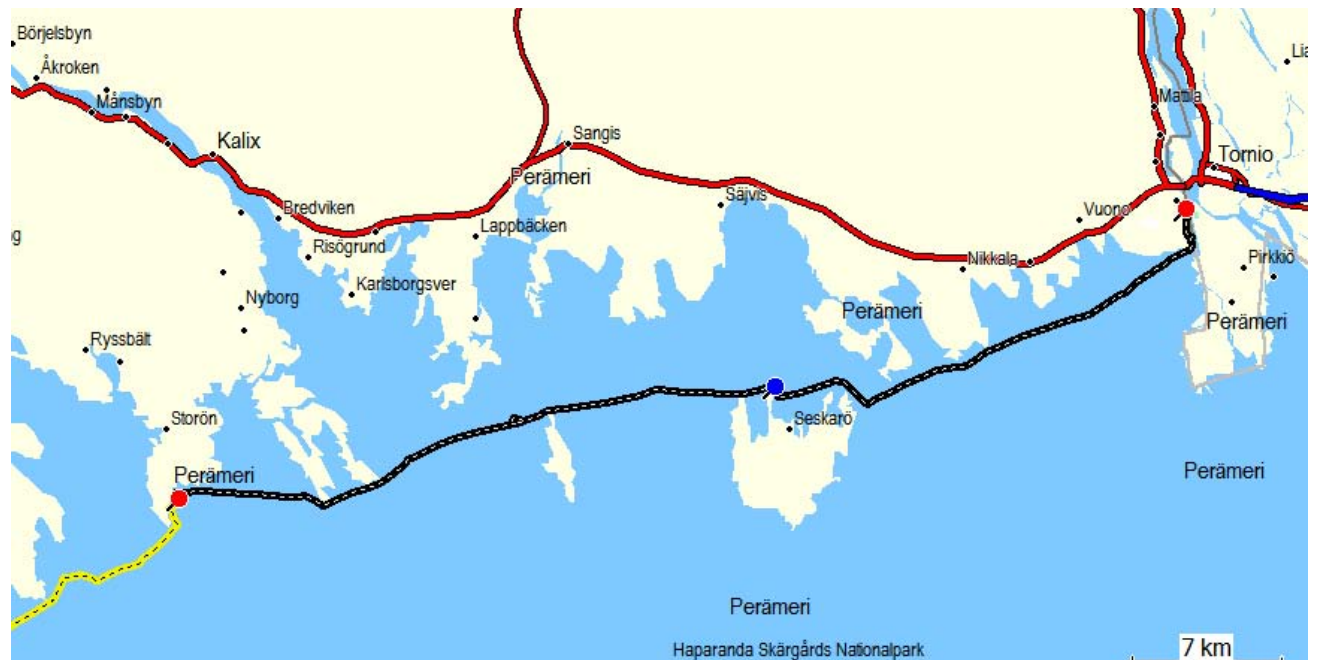 Börjelsbyn
Åkroken
Månsbyn
Kalix
Sangis
Mattila
Tornio
Perämeri
Säjvis
Bredviken
Lappbäcken
Vuono
Risögrund
Nikkala
Pirkkiö
Karlsborgsver
Nyborg
Perämeri
Perämeri
Ryssbält
Storön
Seskarö
Perämeri
Perämeri
Perämeri
Haparanda Skärgårds Nationalpark
7 km